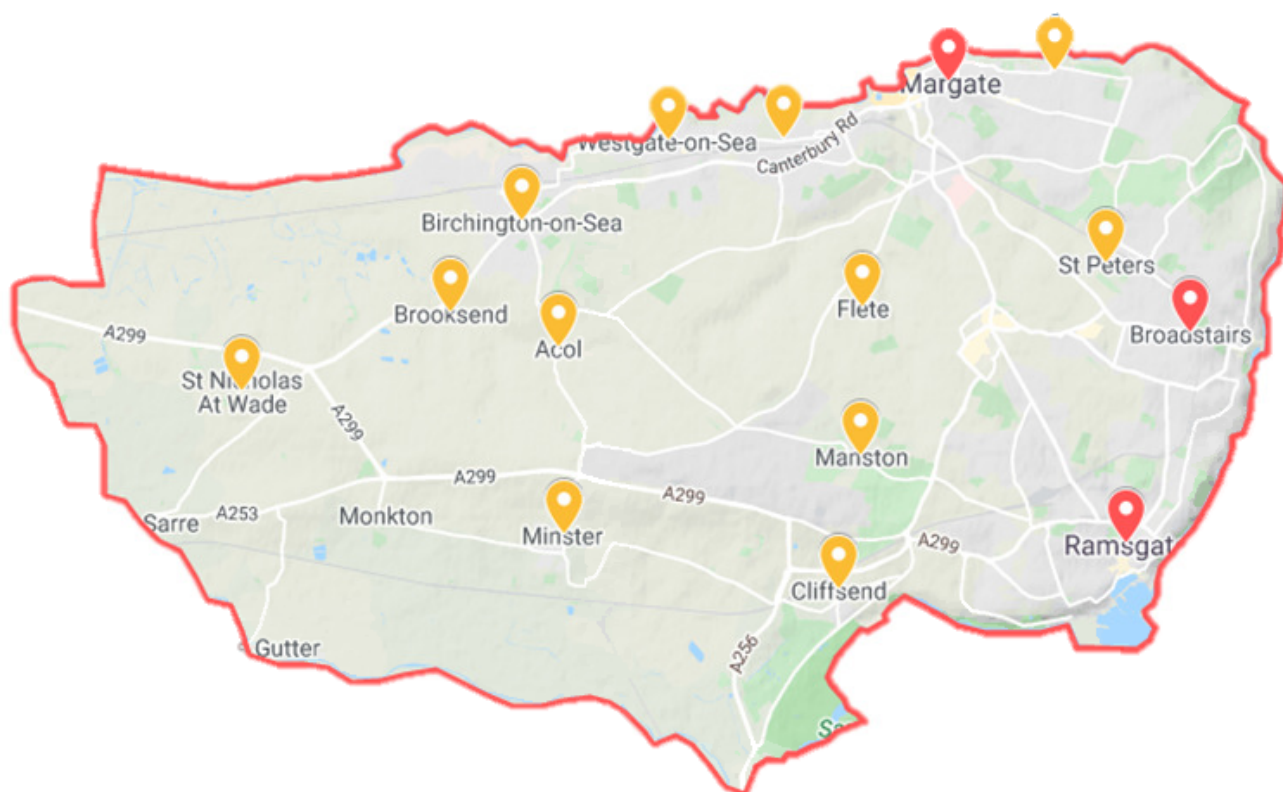 Margate
Westgate-on-Sea
Canterbury Rd
Birchington-on-Sea
St Peters
Brooksend
Flete
Broadstairs
A299
Acol
St Nicholas
At Wade
A299
Manston
A299
A299
A253
Monkton
Sarre
Minster
A299
Ramsgat
Cliffsend
Gutter
A256